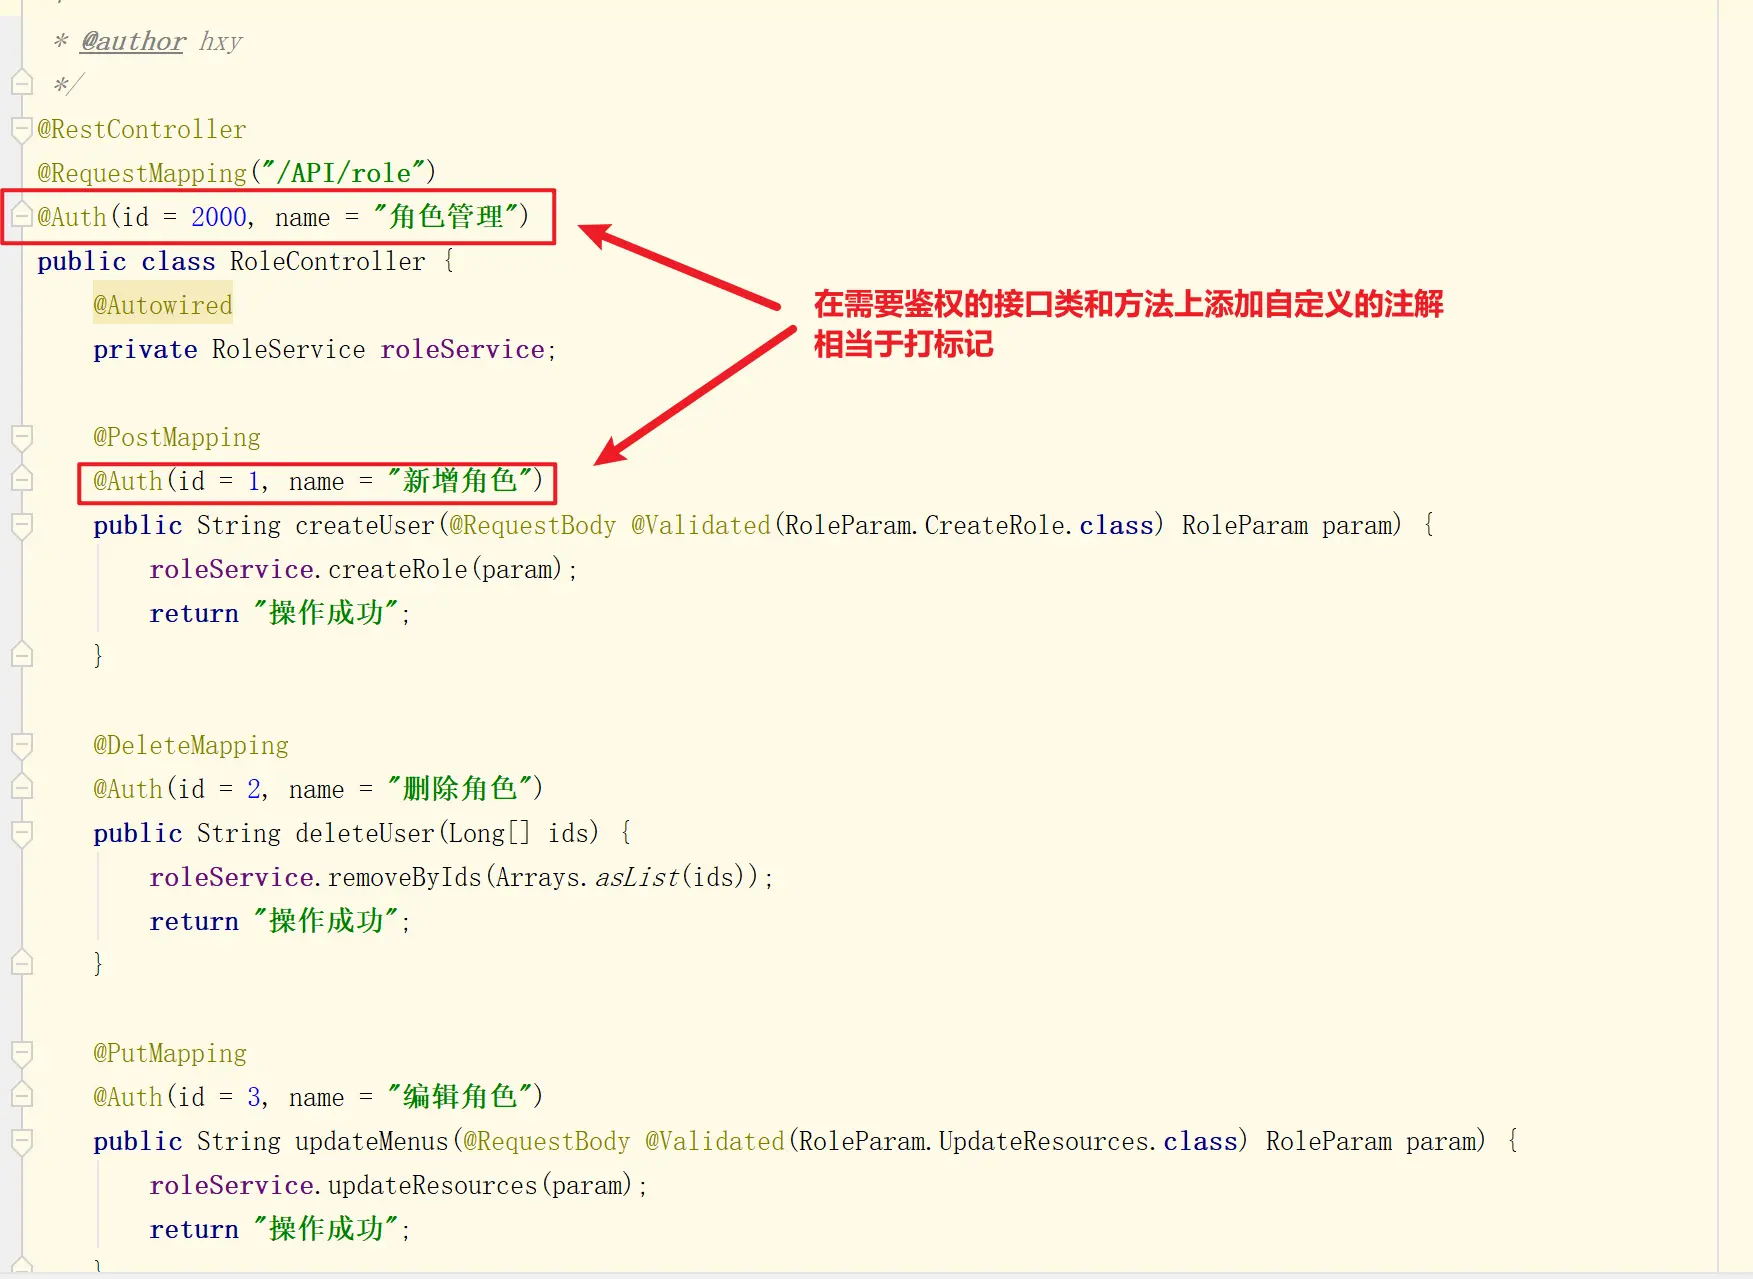 * @author hxy
*/
@RestController
@RequestMapping("/API/role")
@Auth(id = 2000, name = "角色管理")
public class RoleController {
@Autowired
private RoleService roleService;
在需要鉴权的接口类和方法上添加自定义的注解
相当于打标记
@PostMapping
@Auth(id = 1, name = "新增角色")
public String createUser(@RequestBody @Validated(RoleParam.CreateRole.class) RoleParam param) {
roleService.createRole(param);
return "操作成功";
}
@DeleteMapping
@Auth(id = 2, name = "删除角色")
public String deleteUser(Long[] ids) {
roleService.removeByIds(Arrays.asList(ids));
return "操作成功";
}
@PutMapping
@Auth(id = 3, name = "编辑角色")
public String updateMenus(@RequestBody @Validated(RoleParam.UpdateResources.class) RoleParam param) {
roleService.updateResources(param);
return "操作成功";
}